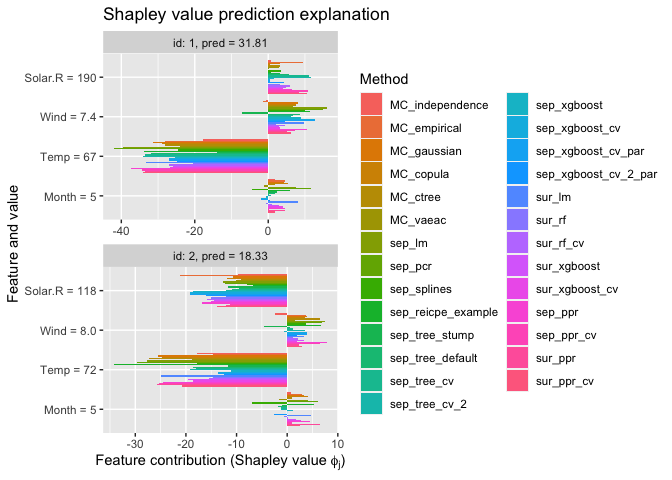 Shapley value prediction explanation
id: 1, pred = 31.81
Solar.R = 190
Wind = 7.4
Temp = 67
Month = 5
-40 -20 0
id: 2, pred = 18.33
Solar.R = 118
Wind = 8.0
Temp = 72
Month = 5
-30 -20 -10 0 10
Feature contribution (Shapley value ϕj)
Feature and value
Method
MC_independence
MC_empirical
MC_gaussian
MC_copula
MC_ctree
MC_vaeac
sep_lm
sep_pcr
sep_splines
sep_reicpe_example
sep_tree_stump
sep_tree_default
sep_tree_cv
sep_tree_cv_2
sep_xgboost
sep_xgboost_cv
sep_xgboost_cv_par
sep_xgboost_cv_2_par
sur_lm
sur_rf
sur_rf_cv
sur_xgboost
sur_xgboost_cv
sep_ppr
sep_ppr_cv
sur_ppr
sur_ppr_cv